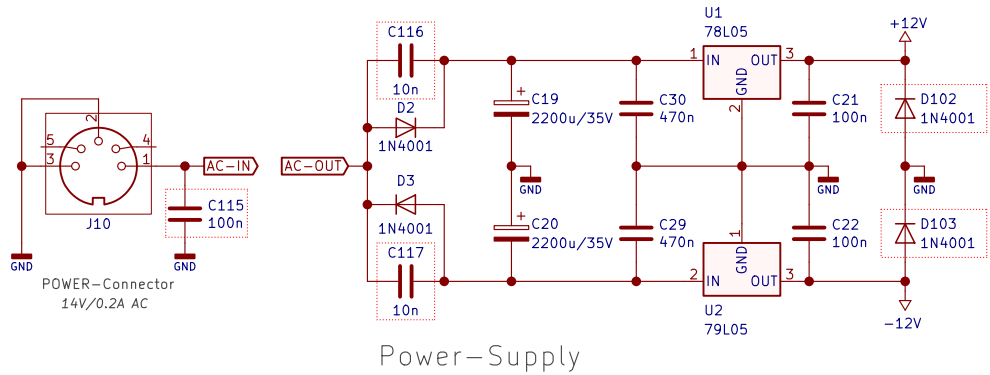 C116
10n
D2
1N4001
U1
78L05
1
IN
OUT
3
GND
2
+12V
C19
2200u/35V
+
C30
470n
C21
100n
D102
1N4001
2
5
4
3
1
J10
AC-IN
C115
100n
GND
GND
POWER-Connector
14V/0.2A AC
AC-OUT
GND
GND
GND
D3
1N4001
C117
10n
+
C20
2200u/35V
C29
470n
1
GND
2
IN
OUT
3
U2
79L05
C22
100n
D103
1N4001
-12V
Power-Supply